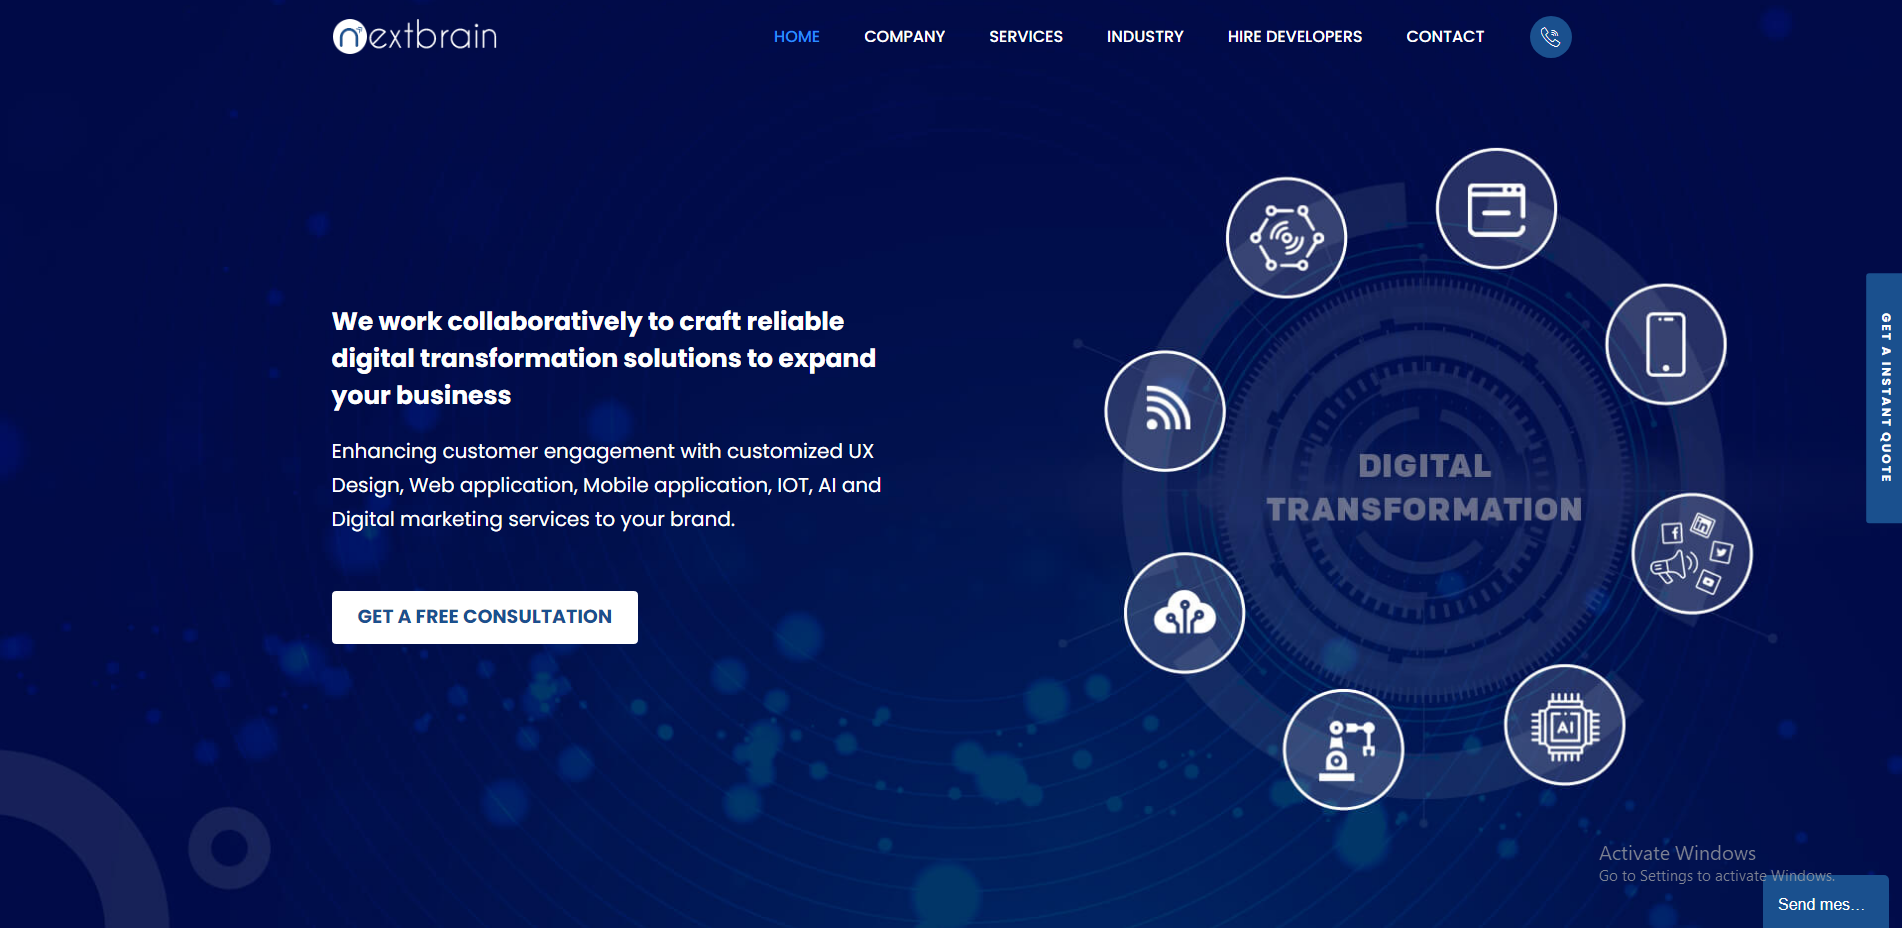 nextbrain
HOME COMPANY SERVICES INDUSTRY HIRE DEVELOPERS CONTACT
We work collaboratively to craft reliable
digital transformation solutions to expand
your business
Enhancing customer engagement with customized UX
Design, Web application, Mobile application, IOT, AI and
Digital marketing services to your brand.
GET A FREE CONSULTATION
DIGITAL
TRANSFORMATION
AI
GET A INSTANT QUOTE
Activate Windows
Go to Settings to activate Windows.
Send mes...